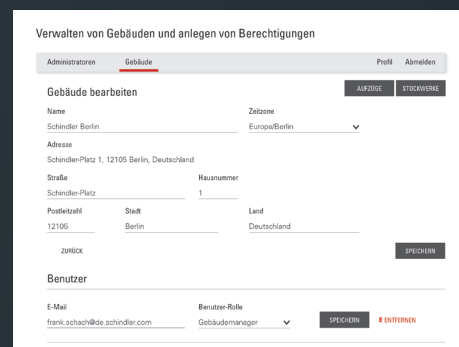 Verwalten von Gebäuden und anlegen von Berechtigungen
Administratoren Gebäude Profil Abmelden
Gebäude bearbeiten AUFZÜGE STOCKWERKE
Name Zeitzone
Schindler Berlin Europa/Berlin
Adresse
Schindler-Platz 1, 12105 Berlin, Deutschland
Straße Hausnummer
Schindler-Platz 1
Postleitzahl Stadt Land
12105 Berlin Deutschland
ZURÜCK SPEICHERN
Benutzer
E-Mail Benutzer-Rolle
frank.schach@de.schindler.com Gebäudemanager SPEICHERN ENTFERNEN